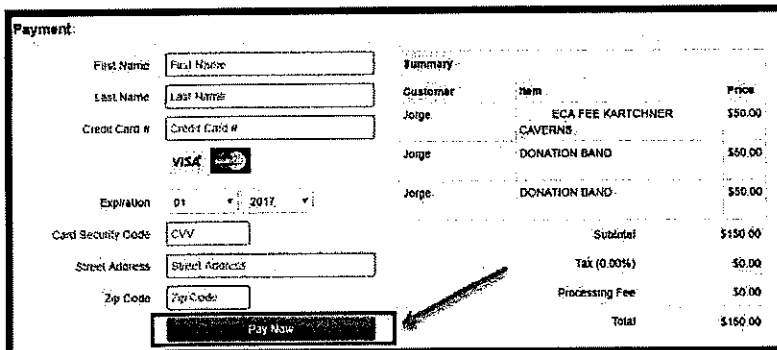 Payment:
First Name First Name
Last Name Last Name
Credit Card # Credit Card #
VISA
Expiration 01 2017
Card Security Code CVV
Street Address Street Address
Zip Code Zip Code
Pay Now
Summary
Customer Item Price
Jorge ECA FEE KARTCHNER CAVERNS $50.00
Jorge DONATION BAND $50.00
Jorge DONATION BAND $50.00
Subtotal $150.00
Tax (0.00%) $0.00
Processing Fee $0.00
Total $150.00